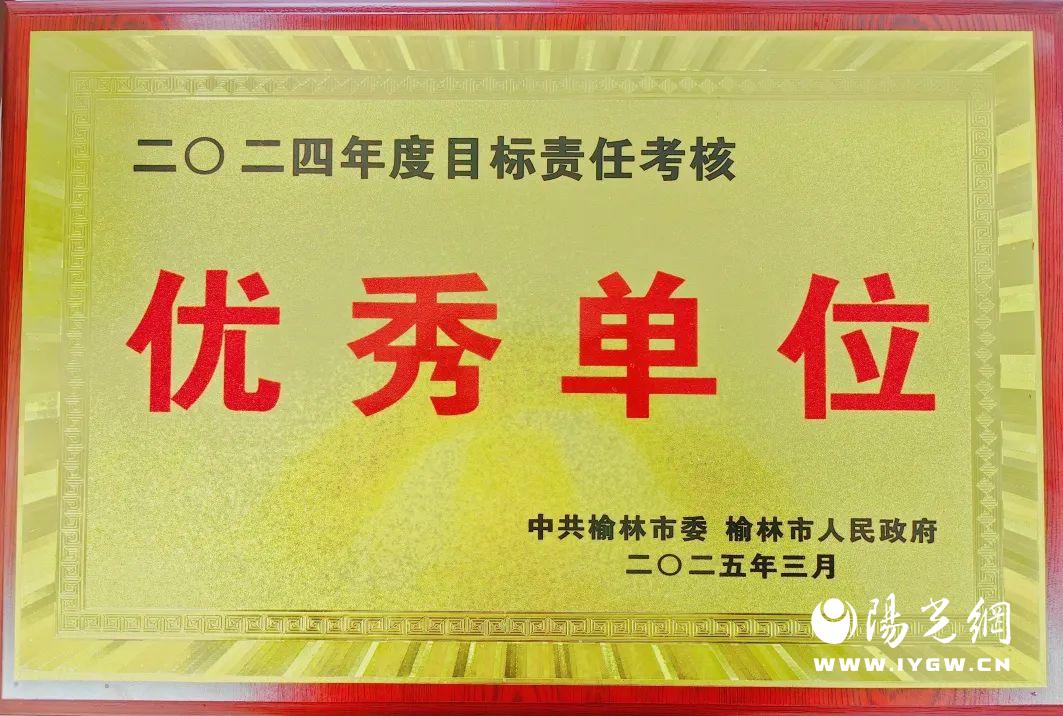 二〇二四年度目标责任考核
优秀单位
中共榆林市委 榆林市人民政府
二〇二五年三月
陽光網
WWW.IYGW.CN